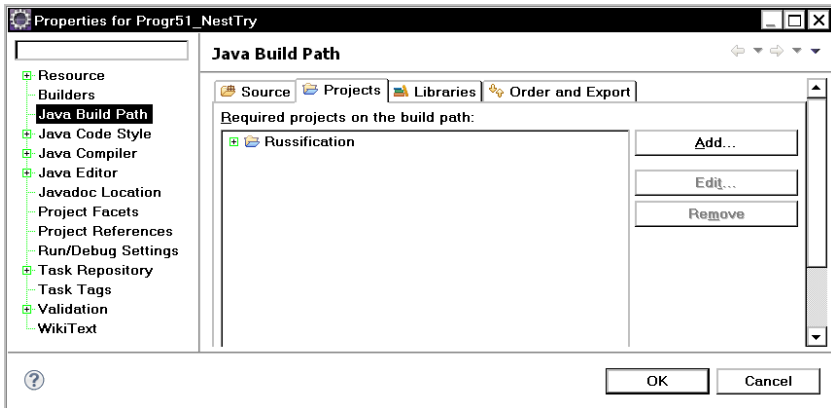 Properties for Progr51_NestTry
Java Build Path
Resource
Builders
Java Build Path
Java Code Style
Java Compiler
Java Editor
Javadoc Location
Project Facets
Project References
Run/Debug Settings
Task Repository
Task Tags
Validation
WikiText
Source Projects Libraries Order and Export
Required projects on the build path:
Russification
Add...
Edit...
Remove
OK Cancel